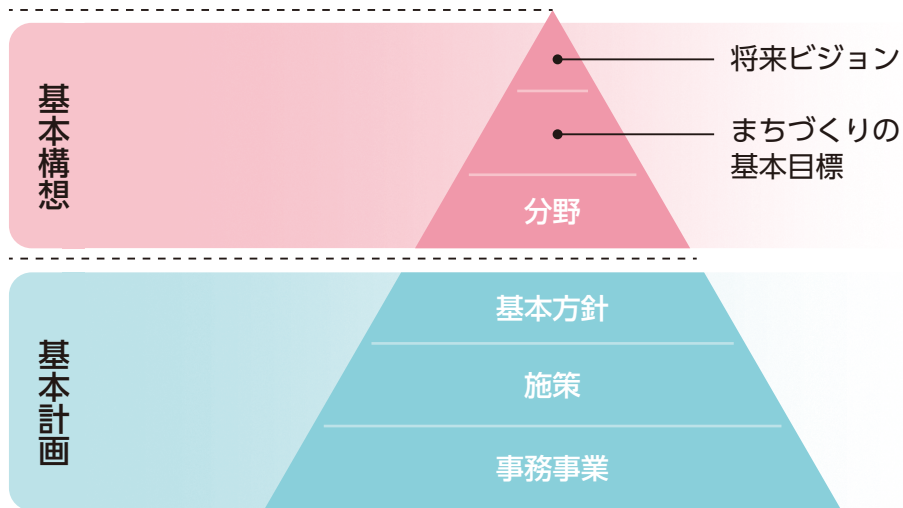 基本構想
将来ビジョン
まちづくりの
基本目標
分野
基本計画
基本方針
施策
事務事業